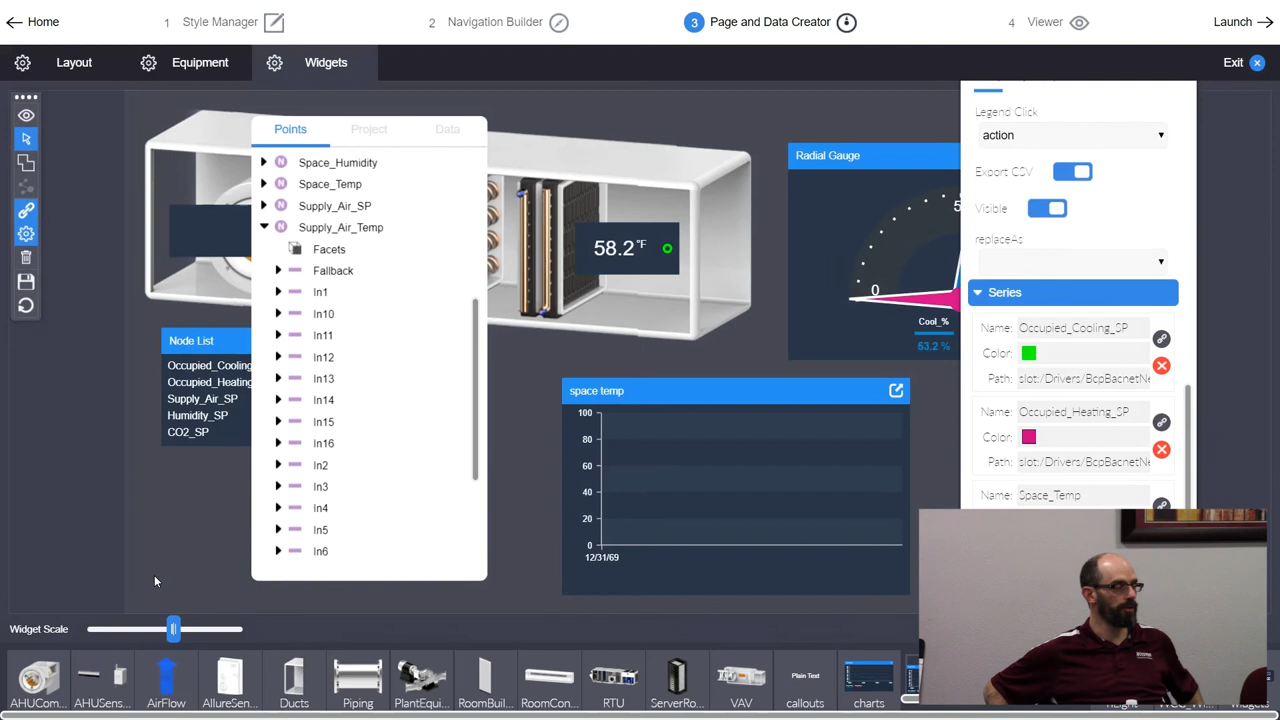 Home
1 Style Manager
2 Navigation Builder
3 Page and Data Creator
4 Viewer
Launch
Layout
Equipment
Widgets
Exit
Points Project Data
Space_Humidity
Space_Temp
Supply_Air_SP
Supply_Air_Temp
Facets
Fallback
In1
In10
In11
In12
In13
In14
In15
In16
In2
In3
In4
In5
In6
58.2 °F
Node List
Occupied_Cooling
Occupied_Heating
Supply_Air_SP
Humidity_SP
CO2_SP
Radial Gauge
5
0
Cool_%
53.2 %
space temp
100
80
60
40
20
0
12/31/69
Legend Click
action
Export CSV
Visible
replaceAs
Series
Name: Occupied_Cooling_SP
Color:
Path: slot:/Drivers/BcpBacnetNe
Name: Occupied_Heating_SP
Color:
Path: slot:/Drivers/BcpBacnetNe
Name: Space_Temp
Widget Scale
AHUCom...
AHUSens...
AirFlow
AllureSen...
Ducts
Piping
PlantEqui...
RoomBuil...
RoomCon...
RTU
ServerRo...
VAV
Plain Text
callouts
charts